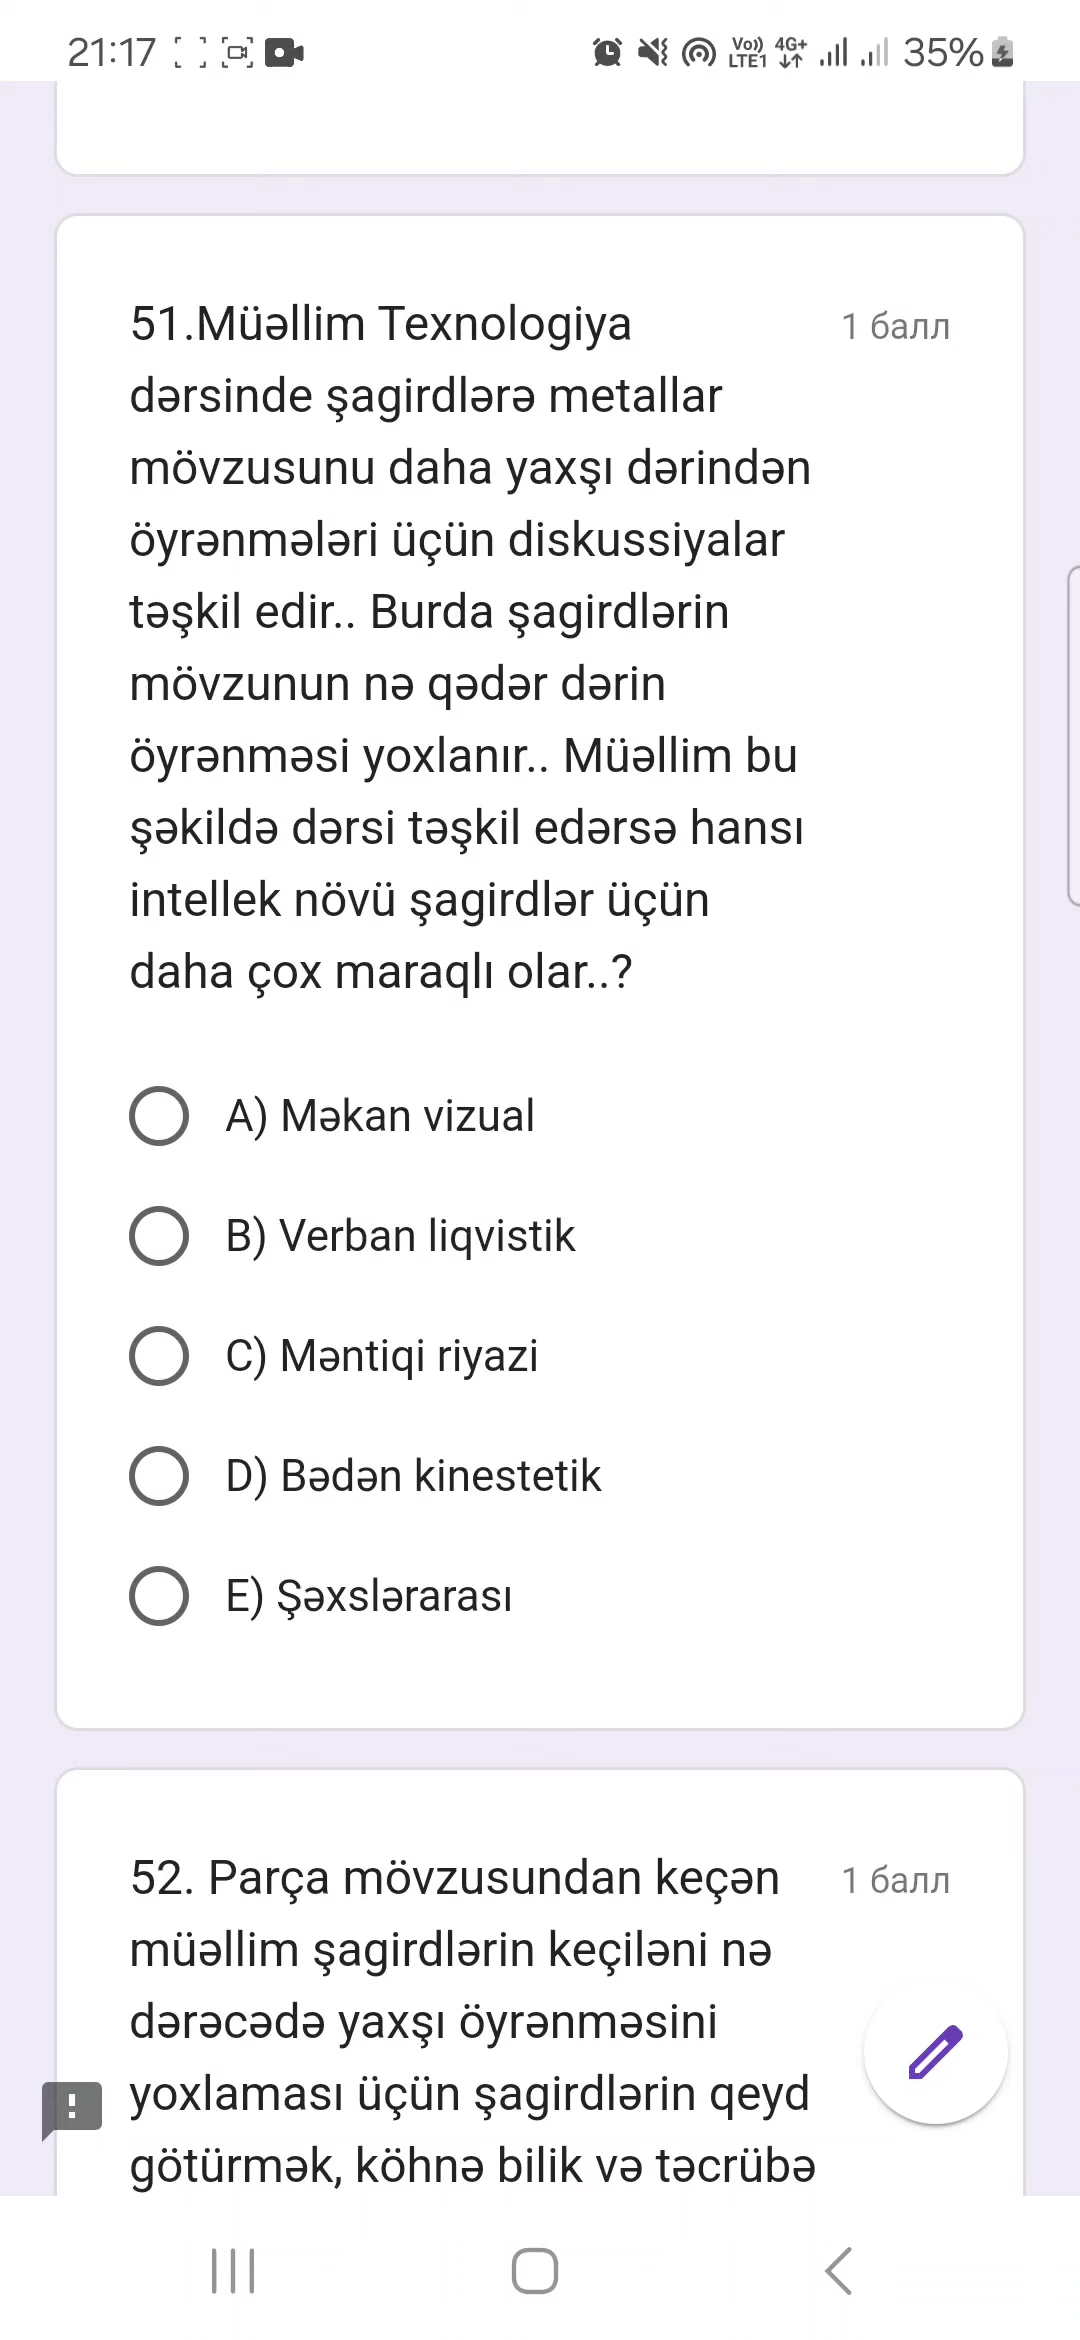 21:17
Vo)) 4G+
LTE1
35%
51.Müəllim Texnologiya
1 балл
dərsinde şagirdlərə metallar
mövzusunu daha yaxşı dərindən
öyrənmələri üçün diskussiyalar
təşkil edir.. Burda şagirdlərin
mövzunun nə qədər dərin
öyrənməsi yoxlanır.. Müəllim bu
şəkildə dərsi təşkil edərsə hansı
intellek növü şagirdlər üçün
daha çox maraqlı olar..?
A) Məkan vizual
B) Verban liqvistik
C) Məntiqi riyazi
D) Bədən kinestetik
E) Şəxslərarası
52. Parça mövzusundan keçən
1 балл
müəllim şagirdlərin keçiləni nə
dərəcədə yaxşı öyrənməsini
yoxlaması üçün şagirdlərin qeyd
götürmək, köhnə bilik və təcrübə